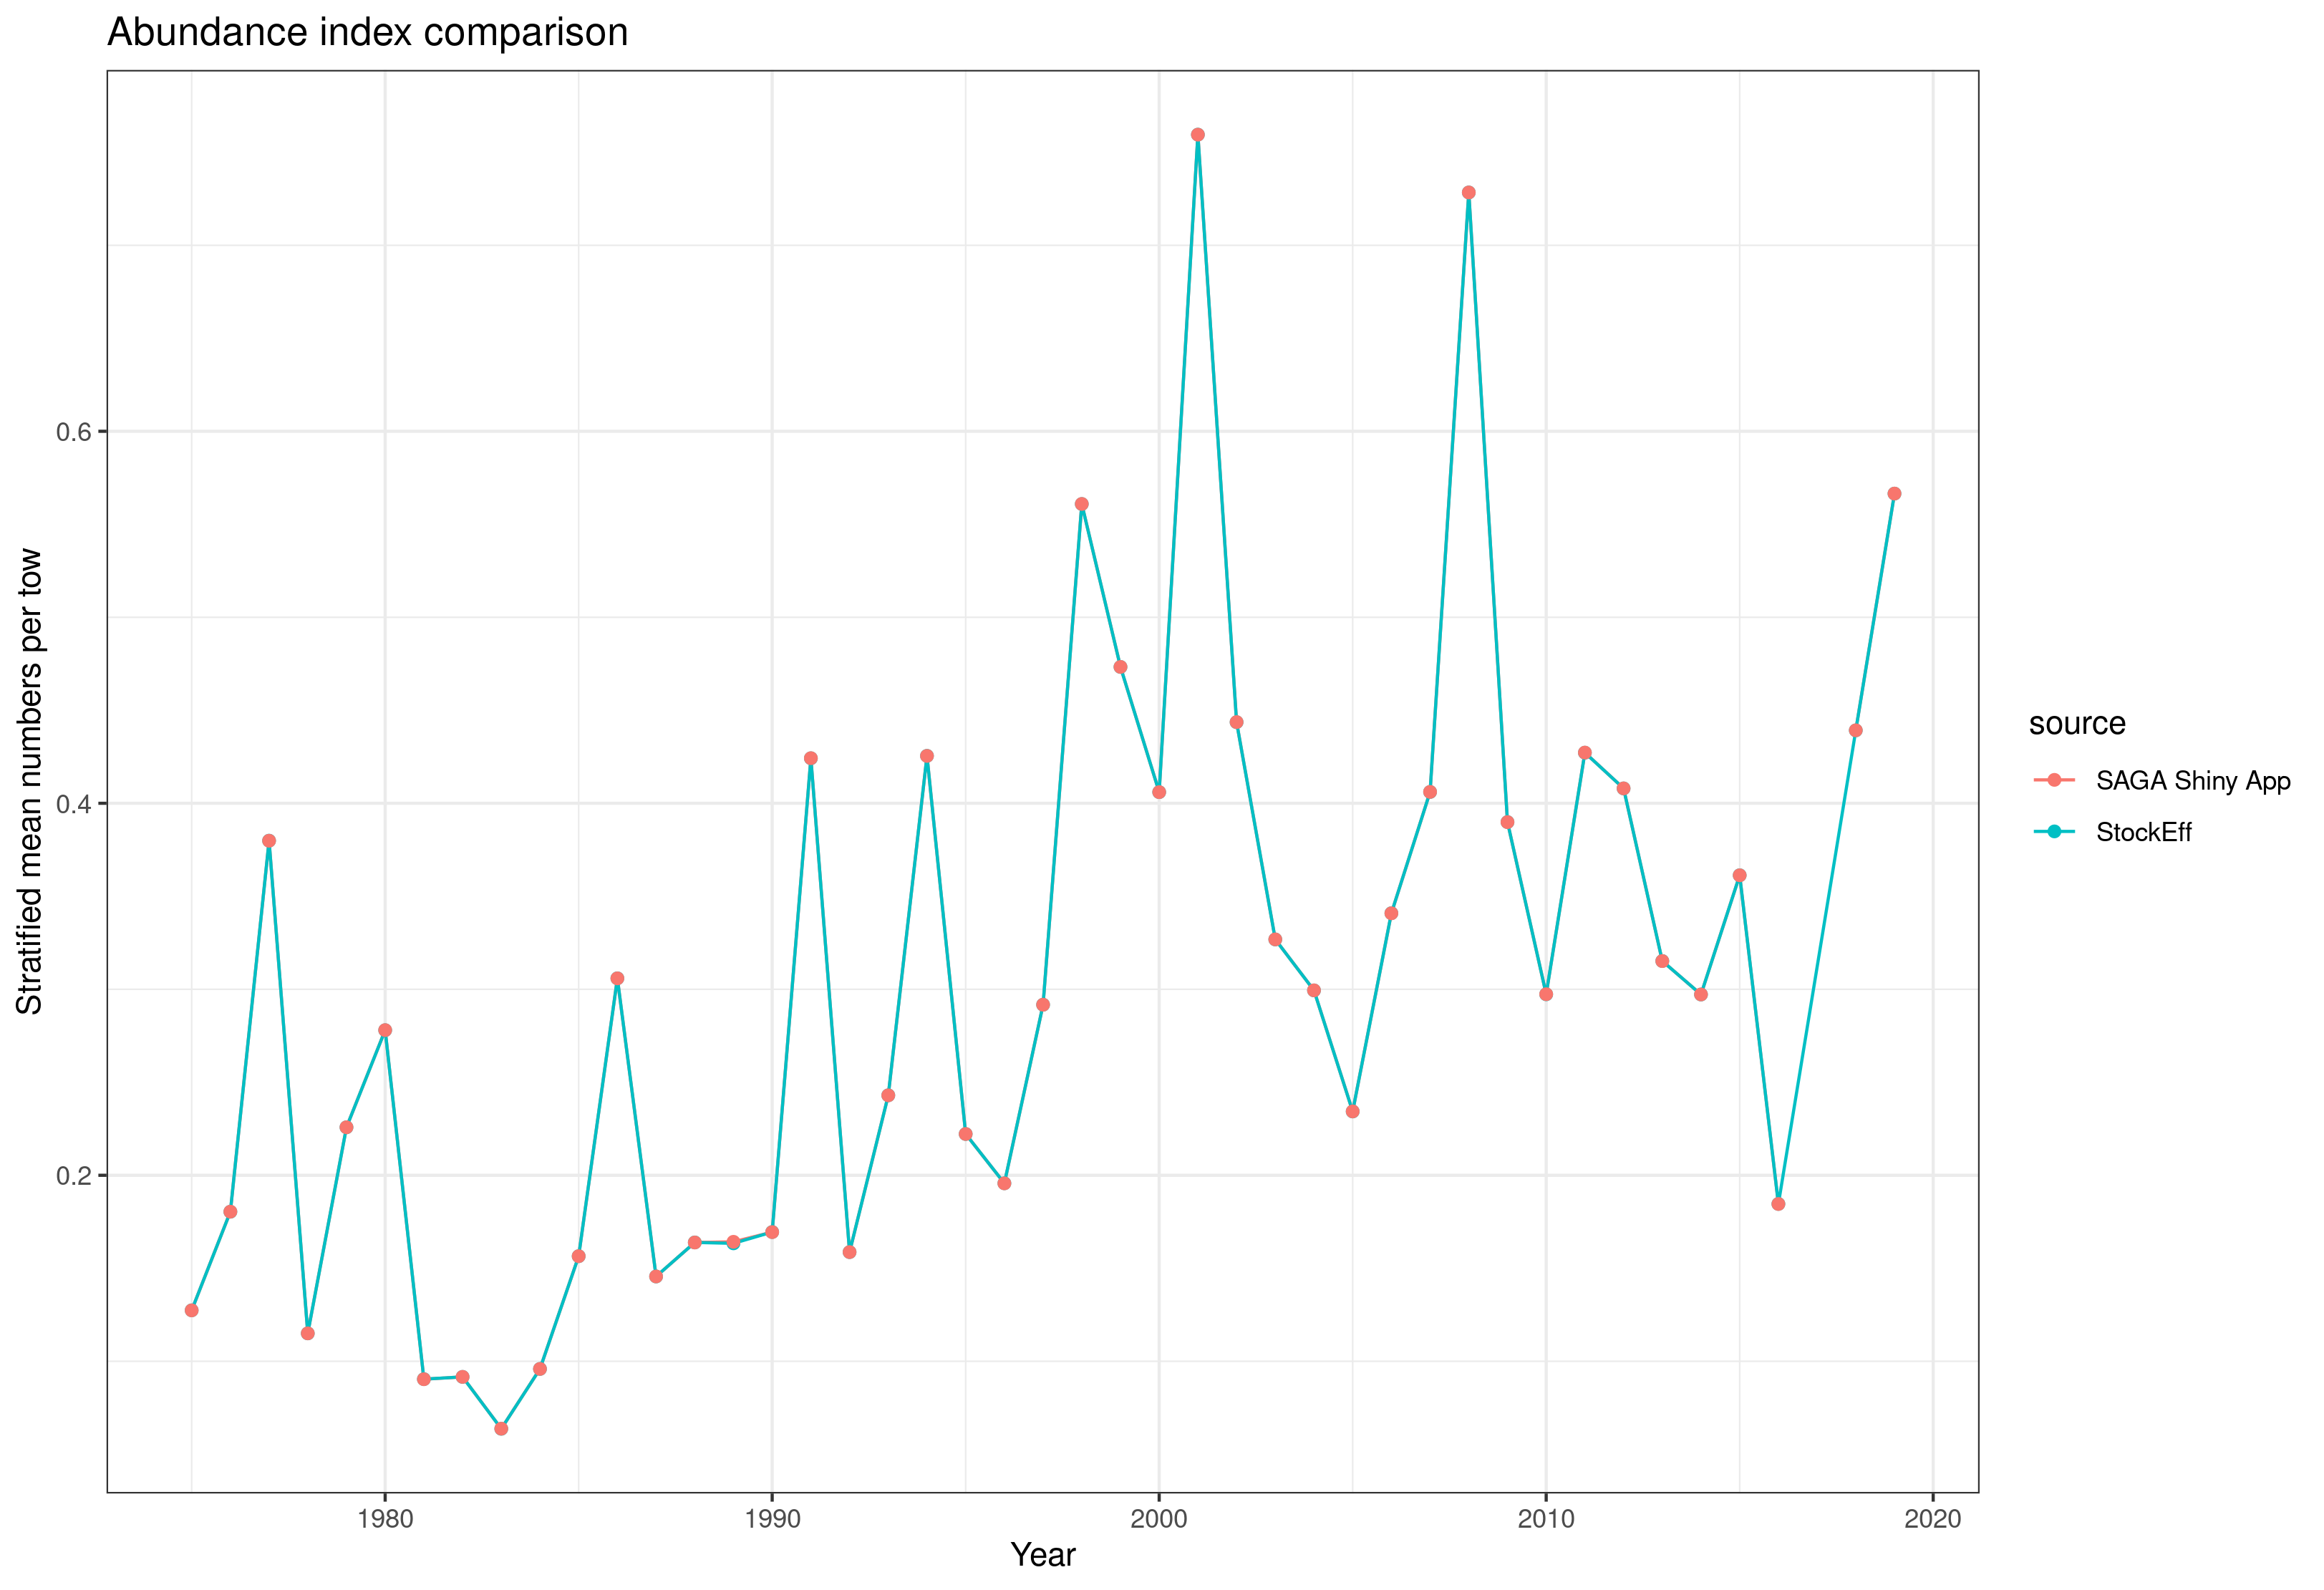 Abundance index comparison
Stratified mean numbers per tow
0.6
0.4
0.2
1980
1990
2000
2010
2020
Year
source
SAGA Shiny App
StockEff